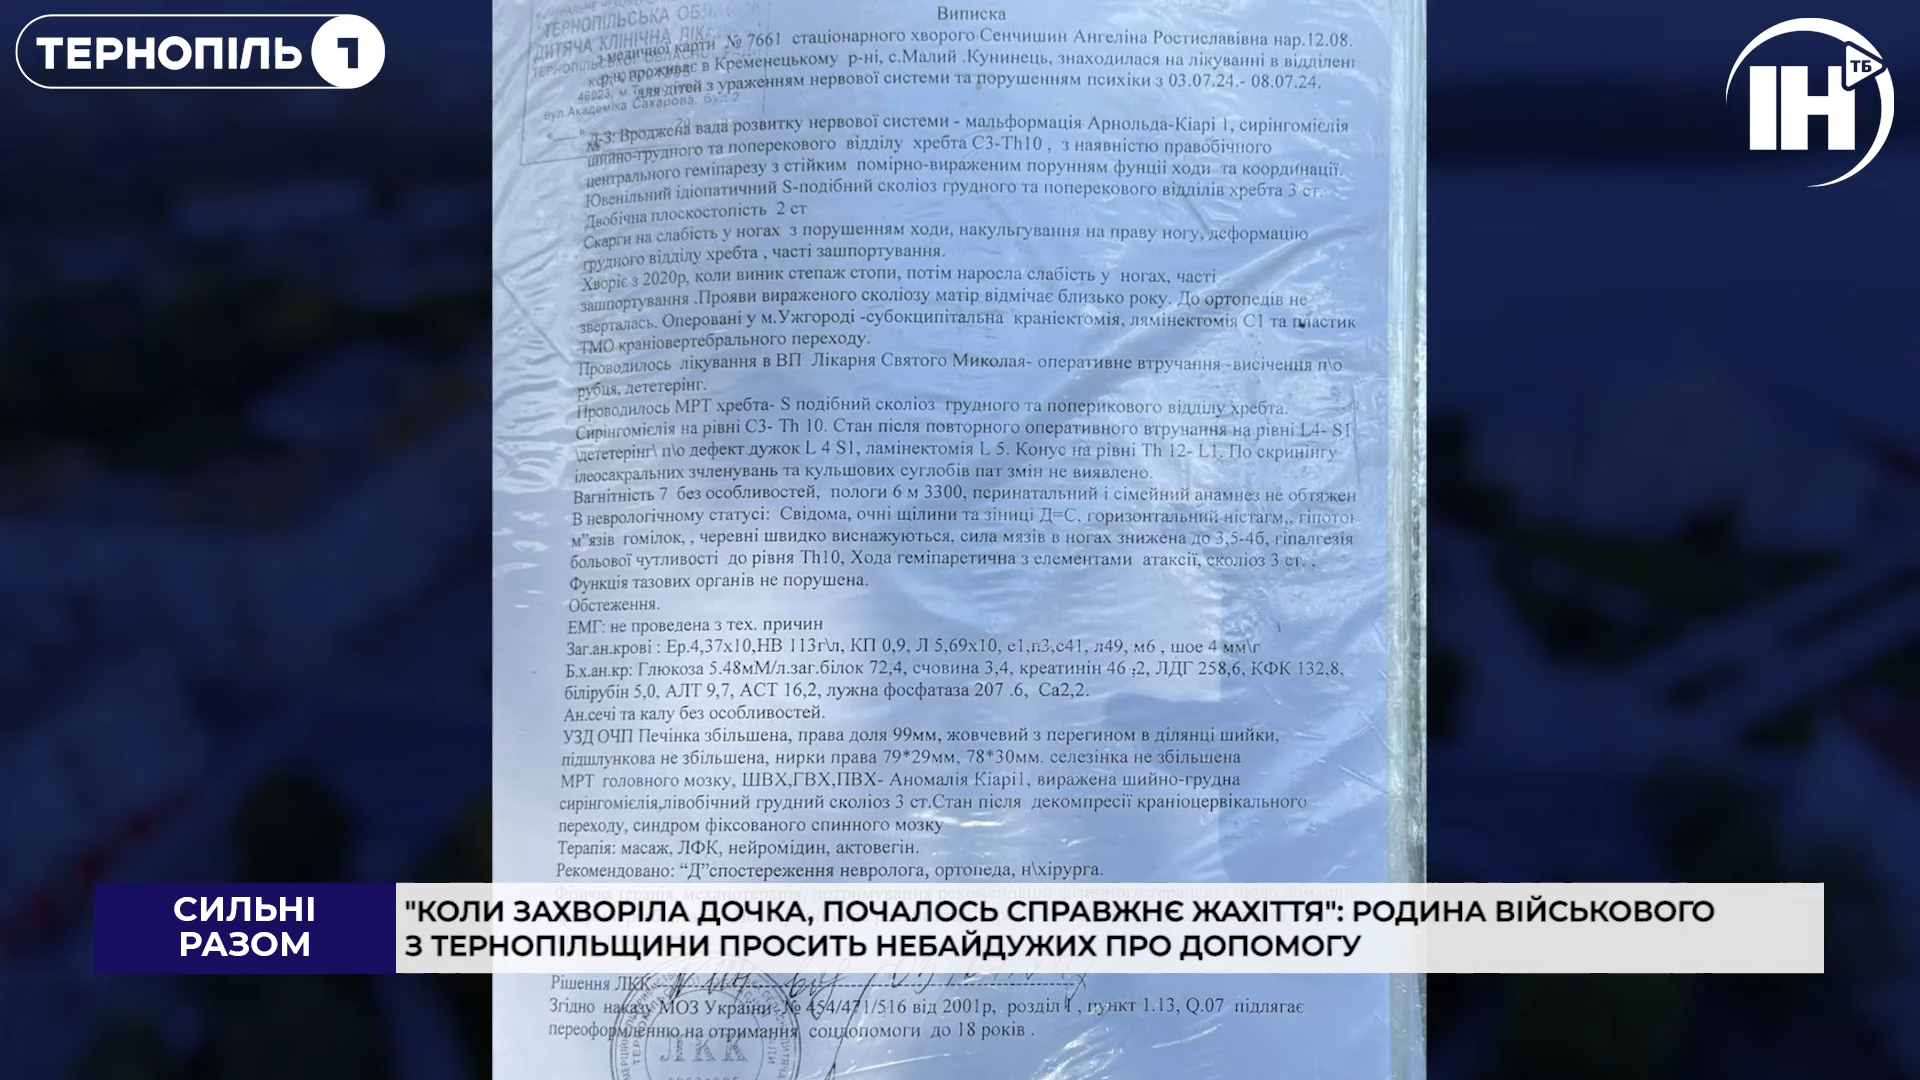 ТЕРНОПІЛЬ 1
ІН ТБ
ТЕРНОПІЛЬСЬКА ОБЛ
ДИТЯЧА КЛІНІЧНА ЛІК
46023, м.Т
вул.Академіка Сахарова, буд.2
Виписка
з медичної карти № 7661 стаціонарного хворого Сенчишин Ангеліна Ростиславівна нар.12.08.
р-но,проживає в Кременецькому р-ні, с.Малий .Кунинець, знаходилася на лікуванні в відділені
для дітей з ураженням нервової системи та порушенням психіки з 03.07.24.- 08.07.24.
Д-З: Вроджена вада розвитку нервової системи - мальформація Арнольда-Кіарі 1, сирінгомієлія
шийно-грудного та поперекового відділу хребта С3-Th10 , з наявністю правобічного
центрального геміпарезу з стійким помірно-вираженим порунням фунції ходи та координації.
Ювенільний ідіопатичний S-подібний сколіоз грудного та поперекового відділів хребта 3 ст.
Двобічна плоскостопість 2 ст
Скарги на слабість у ногах з порушенням ходи, накульгування на праву ногу, деформацію
грудного відділу хребта , часті зашпортування.
Хворіє з 2020р, коли виник степаж стопи, потім наросла слабість у ногах, часті
зашпортування .Прояви вираженого сколіозу матір відмічає близько року. До ортопедів не
зверталась. Оперовані у м.Ужгороді -субокципітальна краніектомія, лямінектомія С1 та пластик
ТМО краніовертебрального переходу.
Проводилось лікування в ВП Лікарня Святого Миколая- оперативне втручання -висічення п\о
рубця, дететерінг.
Проводилось МРТ хребта- S подібний сколіоз грудного та поперикового відділу хребта.
Сирінгомієлія на рівні С3- Th 10. Стан після повторного оперативного втрунання на рівні L4- S1
\дететерінг\ п\о дефект дужок L 4 S1, ламінектомія L 5. Конус на рівні Th 12- L1. По скринінгу
ілеосакральних зчленувань та кульшових суглобів пат змін не виявлено.
Вагнітність 7 без особливостей, пологи 6 м 3300, перинатальний і сімейний анамнез не обтяжен
В неврологічному статусі: Свідома, очні щілини та зіниці Д=С, горизонтальний ністагм,, гіпотон
м"язів гомілок, , черевні швидко виснажуються, сила мязів в ногах знижена до 3,5-4б, гіпалгезія
больової чутливості до рівня Th10, Хода геміпаретична з елементами атаксії, сколіоз 3 ст. .
Функція тазових органів не порушена.
Обстеження.
ЕМГ: не проведена з тех. причин
Заг.ан.крові : Ер.4,37х10,НВ 113г\л, КП 0,9, Л 5,69х10, е1,п3,с41, л49, м6 , шое 4 мм\г
Б.х.ан.кр: Глюкоза 5.48мМ/л.заг.білок 72,4, счовина 3,4, креатинін 46 ,2, ЛДГ 258,6, КФК 132,8,
білірубін 5,0, АЛТ 9,7, АСТ 16,2, лужна фосфатаза 207 .6, Са2,2.
Ан.сечі та калу без особливостей.
УЗД ОЧП Печінка збільшена, права доля 99мм, жовчевий з перегином в ділянці шийки,
підшлункова не збільшена, нирки права 79*29мм, 78*30мм. селезінка не збільшена
МРТ головного мозку, ШВХ,ГВХ,ПВХ- Аномалія Кіарі1, виражена шийно-грудна
сирінгомієлія,лівобічний грудний сколіоз 3 ст.Стан після декомпресії краніоцервікального
переходу, синдром фіксованого спинного мозку
Терапія: масаж, ЛФК, нейромідин, актовегін.
Рекомендовано: “Д”спостереження невролога, ортопеда, н\хірурга.
СИЛЬНІ
РАЗОМ
"КОЛИ ЗАХВОРІЛА ДОЧКА, ПОЧАЛОСЬ СПРАВЖНЄ ЖАХІТТЯ": РОДИНА ВІЙСЬКОВОГО
З ТЕРНОПІЛЬЩИНИ ПРОСИТЬ НЕБАЙДУЖИХ ПРО ДОПОМОГУ
Рішення ЛКК
Згідно наказу МОЗ України № 454/471/516 від 2001р, розділ 1 , пункт 1.13, Q.07 підлягає
переоформленню на отримання соцдопомоги до 18 років .
ЛКК